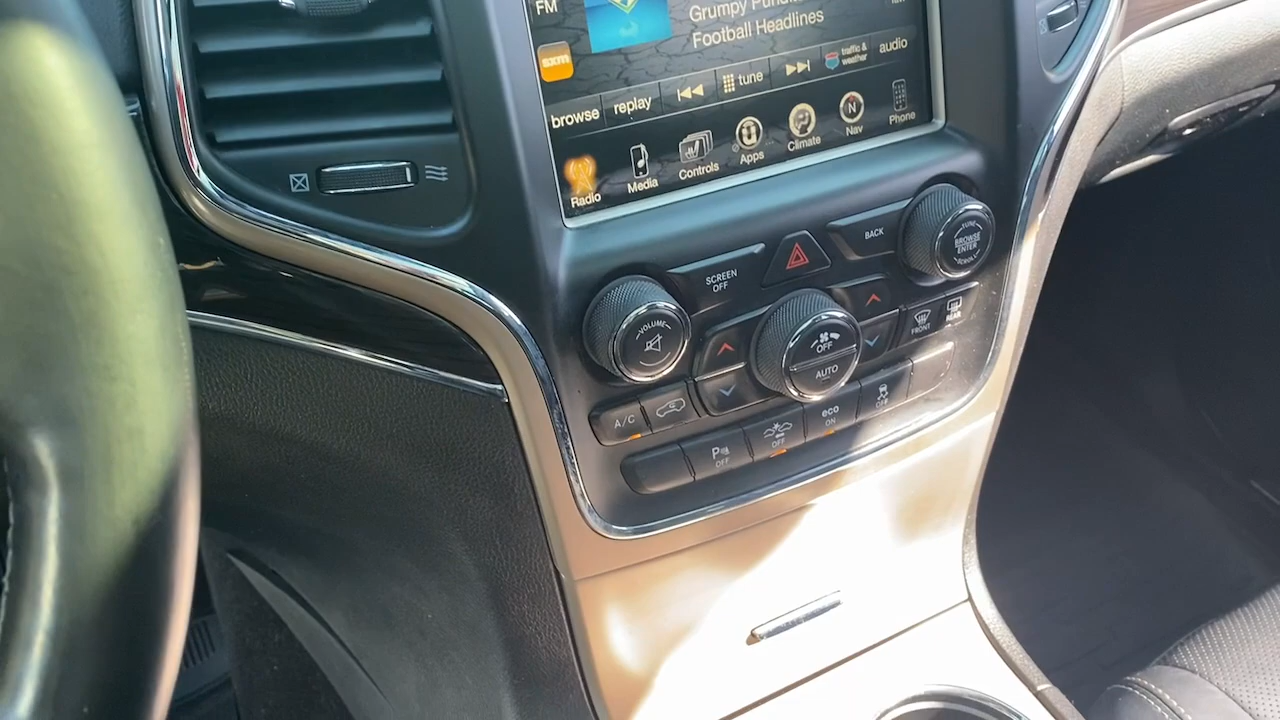 FM
Grumpy
Football Headlines
sxm
browse
replay
tune
traffic &
weather
audio
Radio
Media
Controls
Apps
Climate
N
Nav
Phone
SCREEN
OFF
BACK
TUNE
BROWSE
ENTER
SCROLL
VOLUME
OFF
AUTO
FRONT
REAR
A/C
P
OFF
OFF
eco
ON
OFF